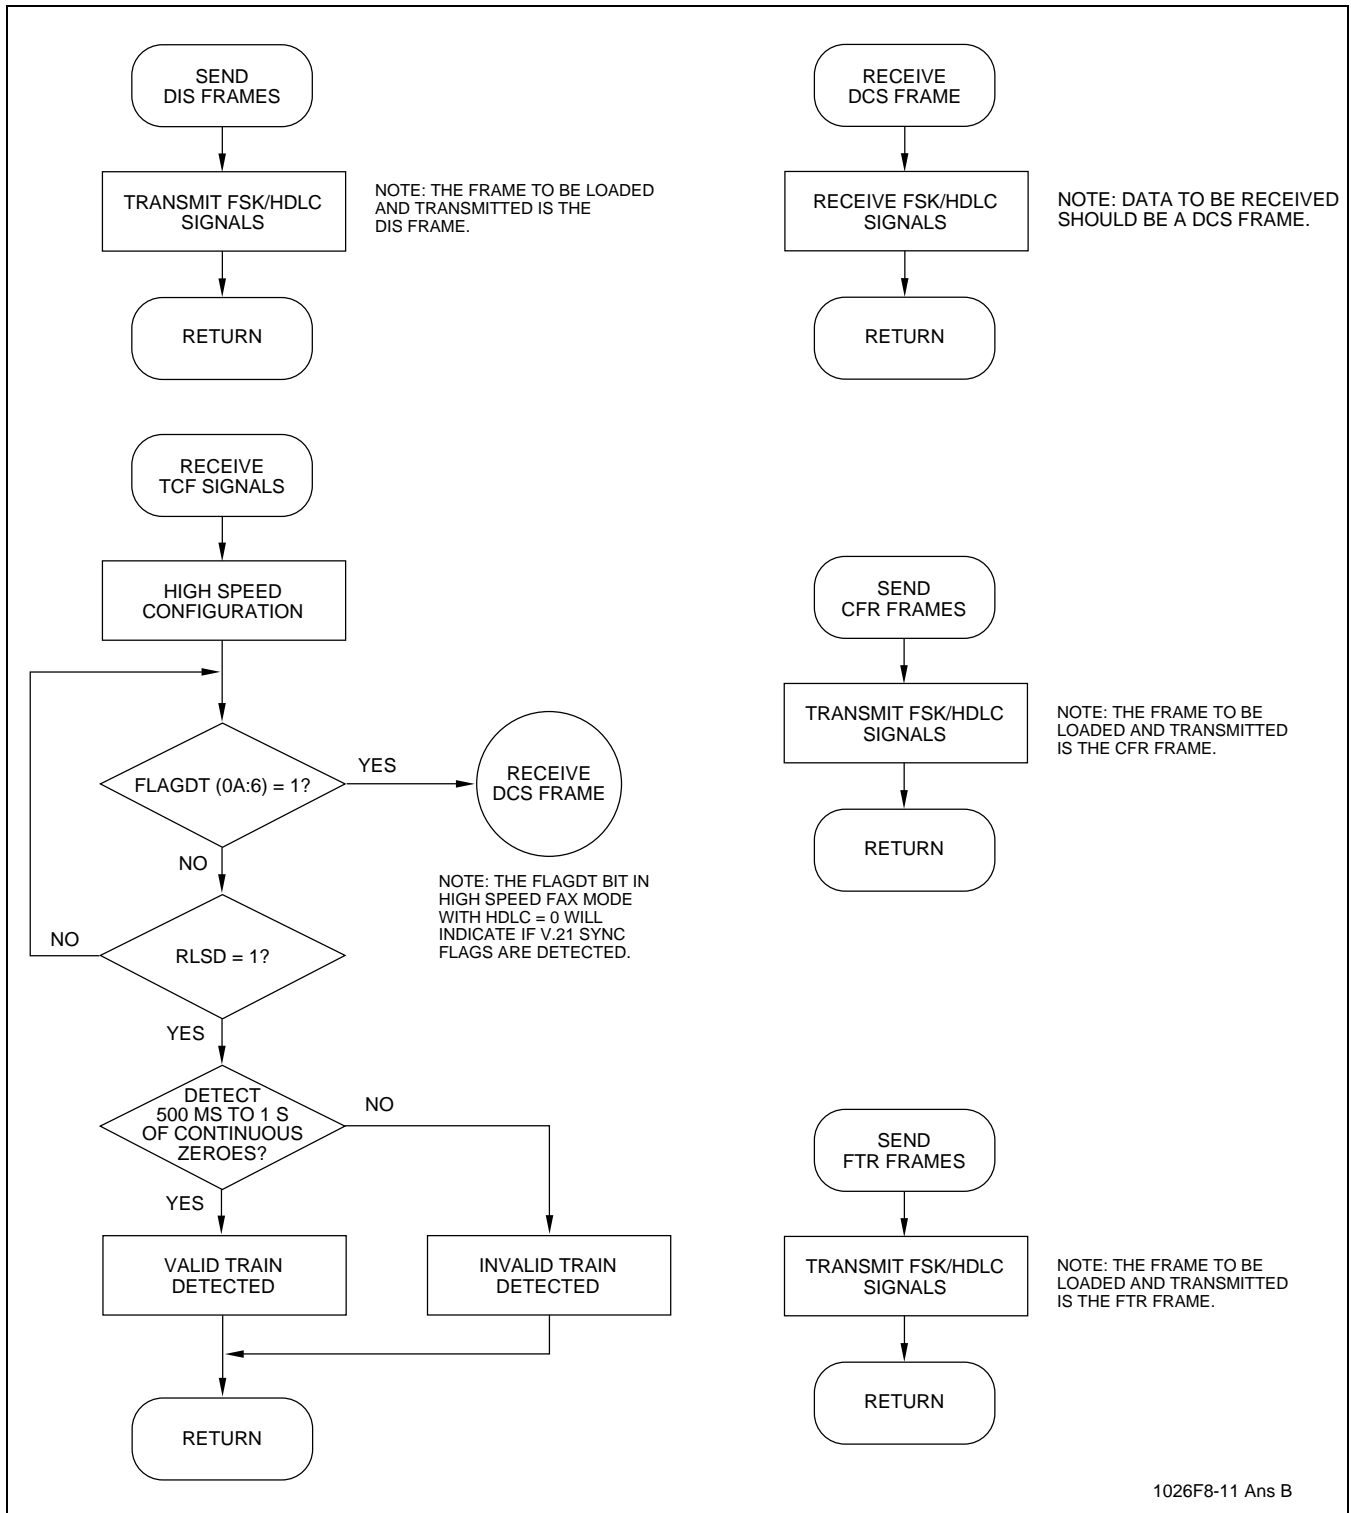 SEND
DIS FRAMES
TRANSMIT FSK/HDLC
SIGNALS
NOTE: THE FRAME TO BE LOADED
AND TRANSMITTED IS THE
DIS FRAME.
RETURN
RECEIVE
DCS FRAME
RECEIVE FSK/HDLC
SIGNALS
NOTE: DATA TO BE RECEIVED
SHOULD BE A DCS FRAME.
RETURN
RECEIVE
TCF SIGNALS
HIGH SPEED
CONFIGURATION
FLAGDT (0A:6) = 1?
YES
RECEIVE
DCS FRAME
NO
NOTE: THE FLAGDT BIT IN
HIGH SPEED FAX MODE
WITH HDLC = 0 WILL
INDICATE IF V.21 SYNC
FLAGS ARE DETECTED.
NO
RLSD = 1?
YES
DETECT
500 MS TO 1 S
OF CONTINUOUS
ZEROES?
NO
YES
VALID TRAIN
DETECTED
INVALID TRAIN
DETECTED
RETURN
SEND
CFR FRAMES
TRANSMIT FSK/HDLC
SIGNALS
NOTE: THE FRAME TO BE
LOADED AND TRANSMITTED
IS THE CFR FRAME.
RETURN
SEND
FTR FRAMES
TRANSMIT FSK/HDLC
SIGNALS
NOTE: THE FRAME TO BE
LOADED AND TRANSMITTED
IS THE FTR FRAME.
RETURN
1026F8-11 Ans B